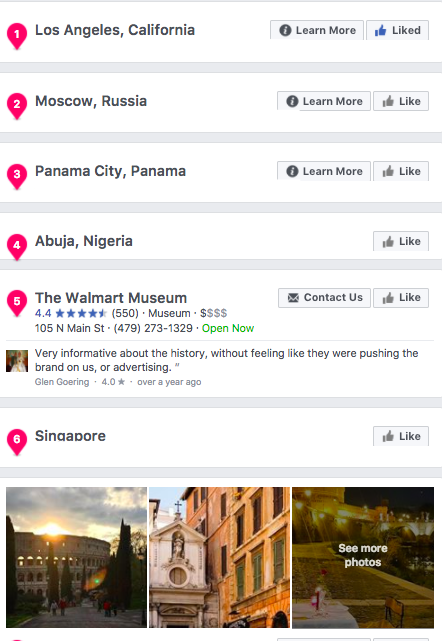 1 Los Angeles, California Learn More Liked
2 Moscow, Russia Learn More Like
3 Panama City, Panama Learn More Like
4 Abuja, Nigeria Like
5 The Walmart Museum Contact Us Like
4.4 ★★★★★ (550) · Museum · $$$$
105 N Main St · (479) 273-1329 · Open Now
Very informative about the history, without feeling like they were pushing the
brand on us, or advertising. "
Glen Goering · 4.0 ★ · over a year ago
6 Singapore Like
See more
photos